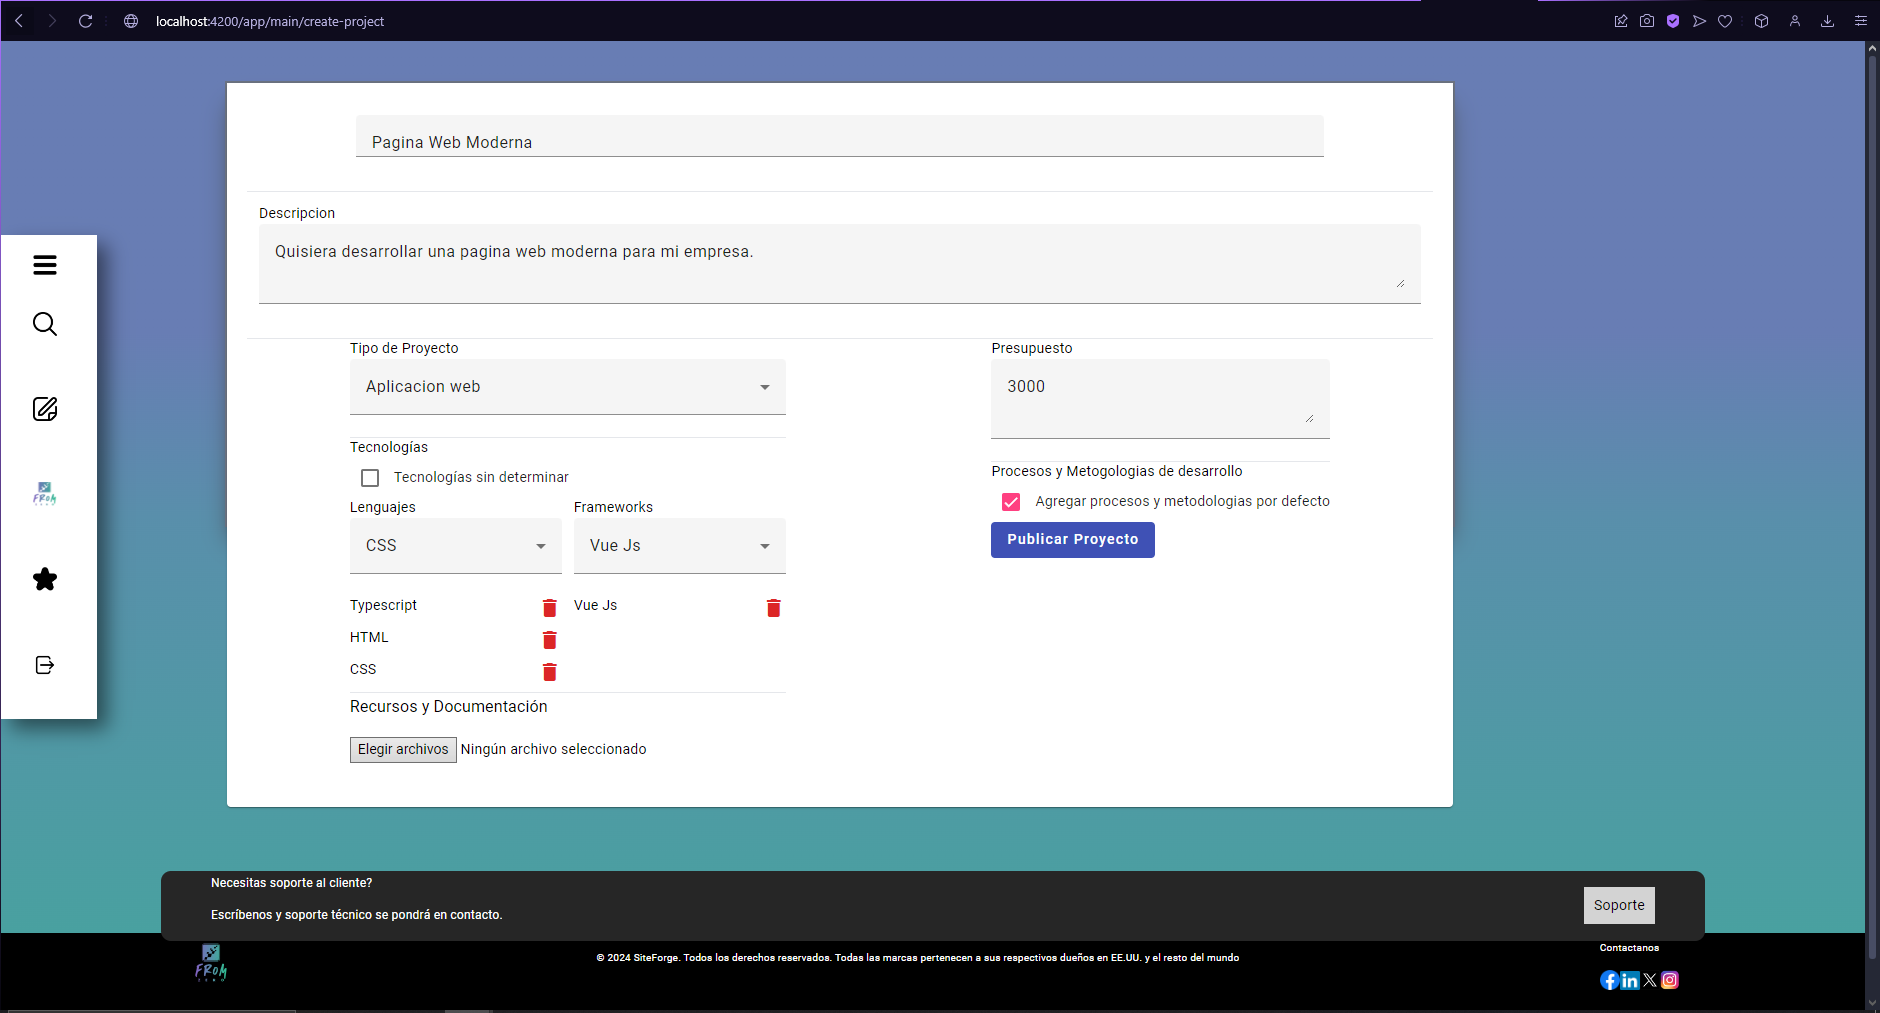 localhost:4200/app/main/create-project
Pagina Web Moderna
Descripcion
Quisiera desarrollar una pagina web moderna para mi empresa.
Tipo de Proyecto
Aplicacion web
Presupuesto
3000
Tecnologías
Tecnologías sin determinar
Procesos y Metogologias de desarrollo
Agregar procesos y metodologias por defecto
Lenguajes
Frameworks
CSS
Vue Js
Publicar Proyecto
Typescript
Vue Js
HTML
CSS
Recursos y Documentación
Elegir archivos Ningún archivo seleccionado
FROM
Necesitas soporte al cliente?
Escríbenos y soporte técnico se pondrá en contacto.
Soporte
FROM
© 2024 SiteForge. Todos los derechos reservados. Todas las marcas pertenecen a sus respectivos dueños en EE.UU. y el resto del mundo
Contactanos